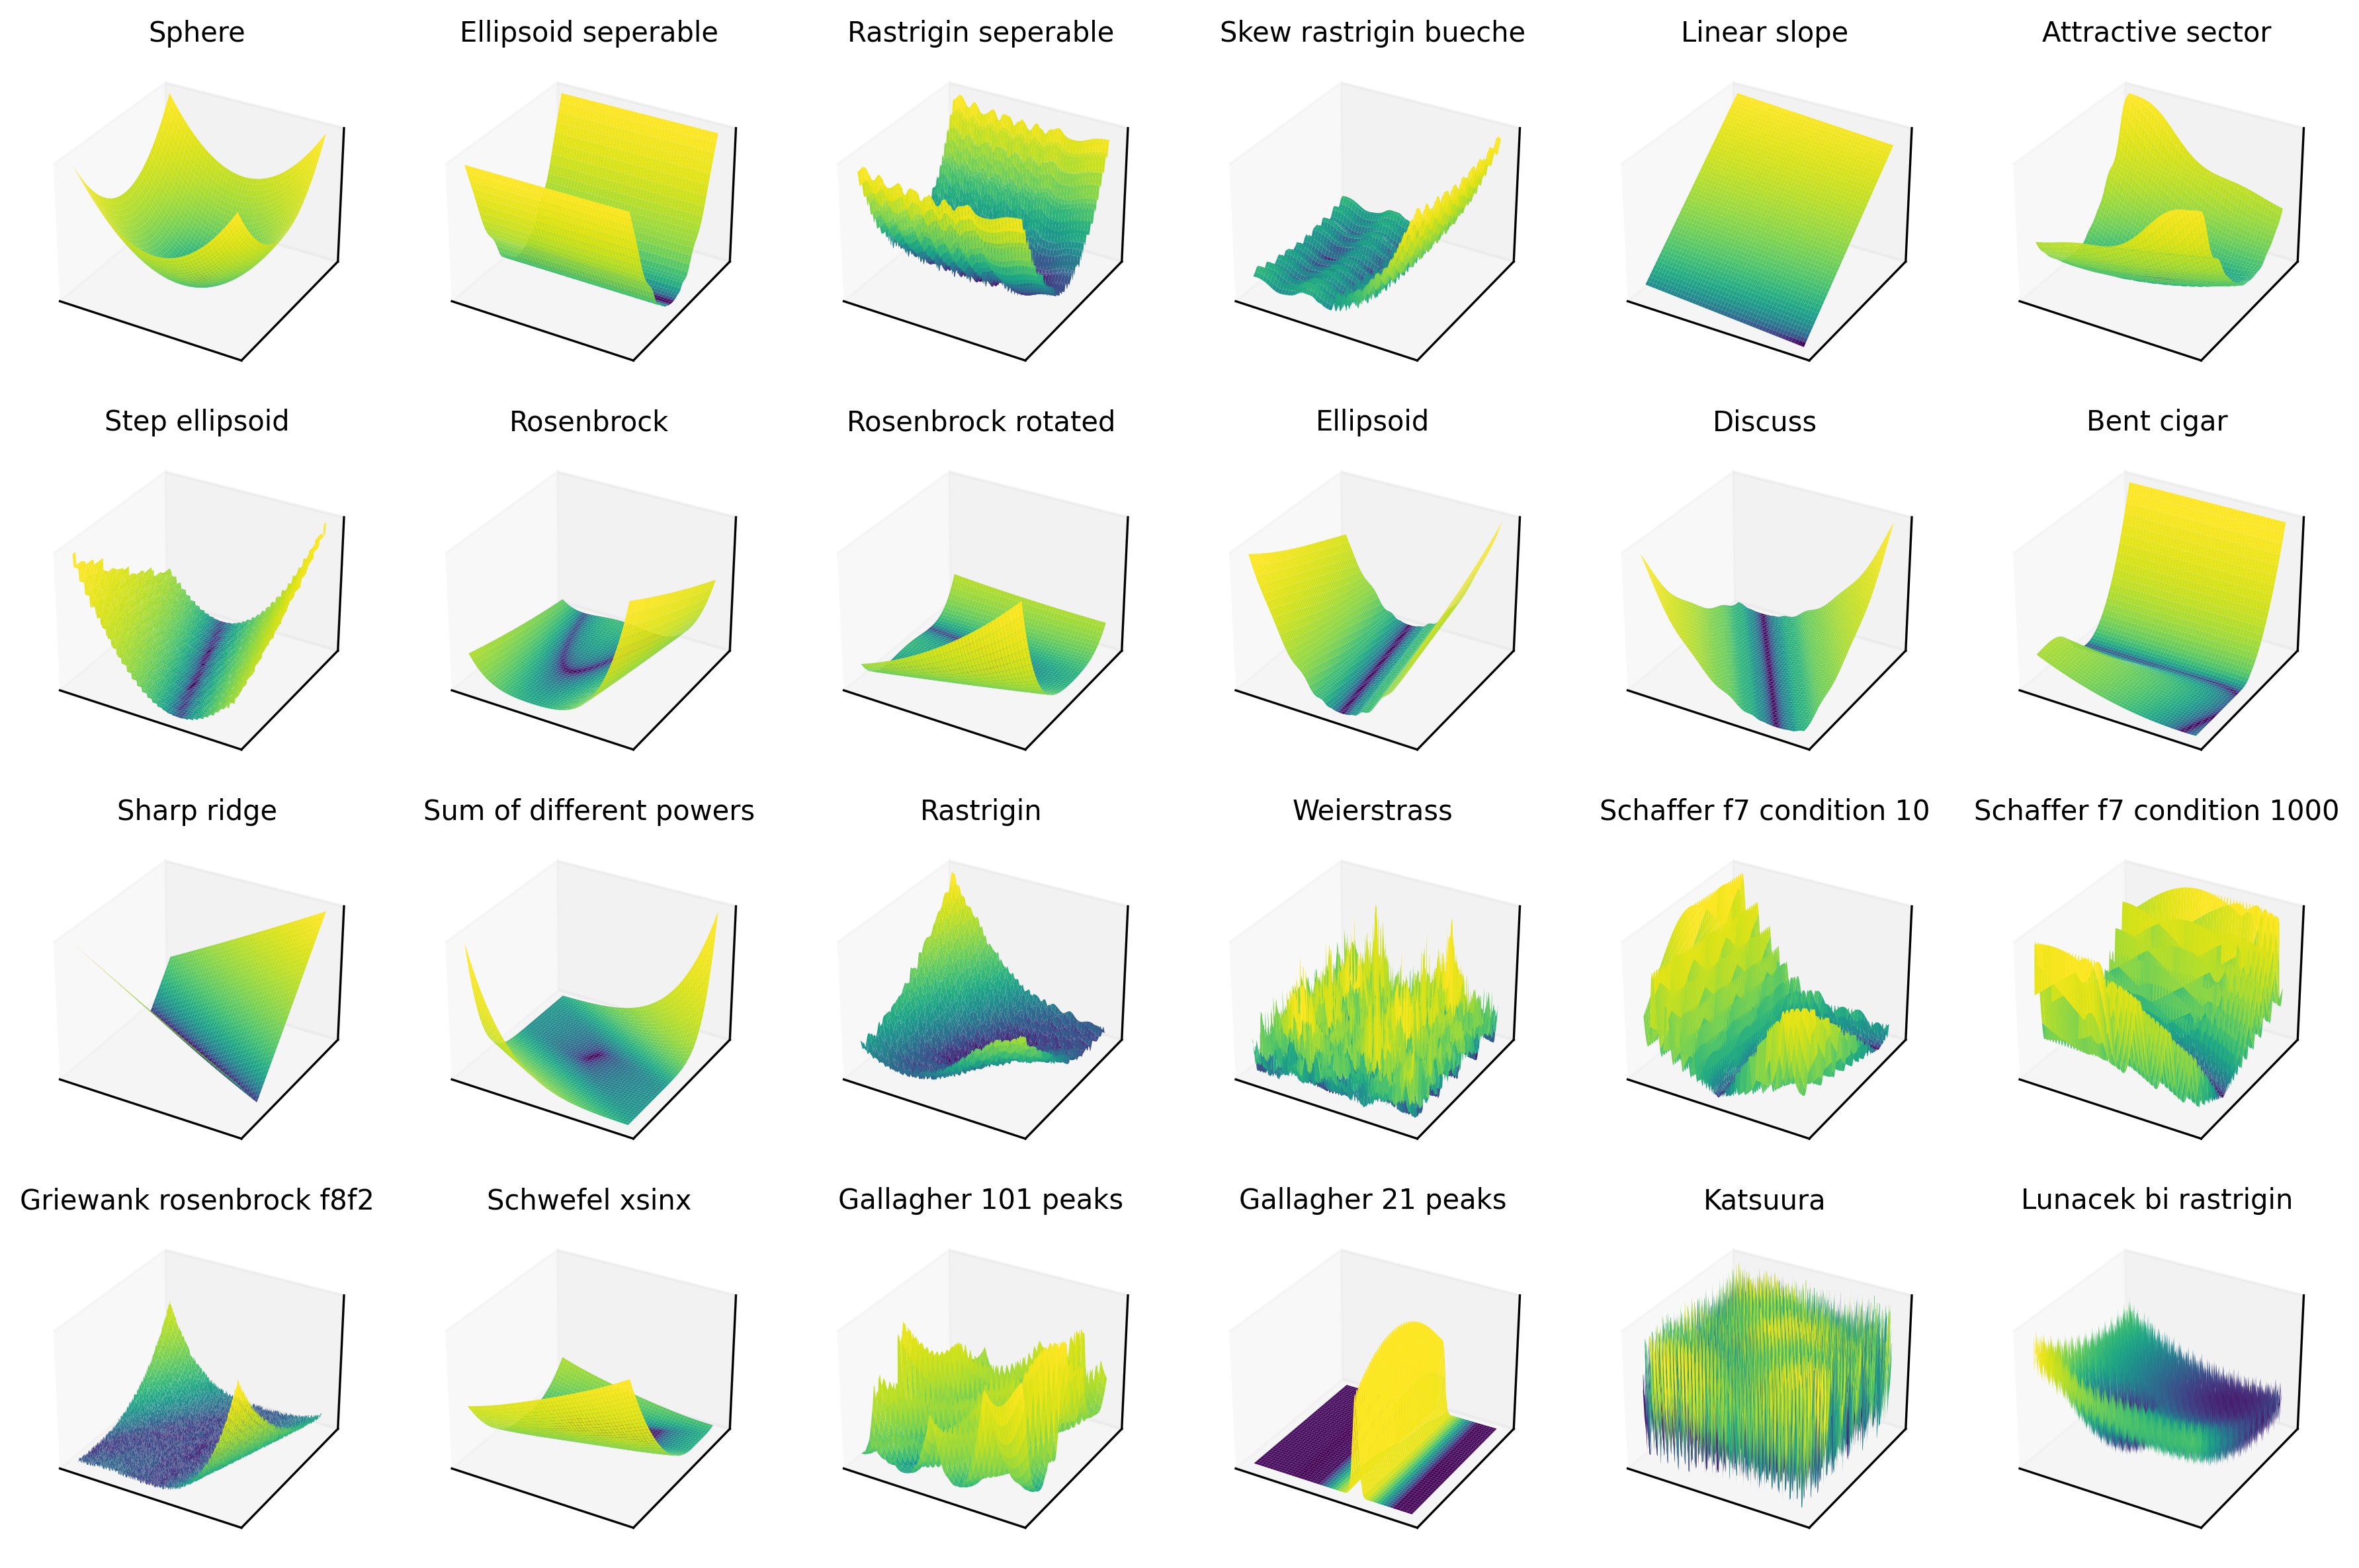 Sphere
Ellipsoid seperable
Rastrigin seperable
Skew rastrigin bueche
Linear slope
Attractive sector
Step ellipsoid
Rosenbrock
Rosenbrock rotated
Ellipsoid
Discuss
Bent cigar
Sharp ridge
Sum of different powers
Rastrigin
Weierstrass
Schaffer f7 condition 10
Schaffer f7 condition 1000
Griewank rosenbrock f8f2
Schwefel xsinx
Gallagher 101 peaks
Gallagher 21 peaks
Katsuura
Lunacek bi rastrigin